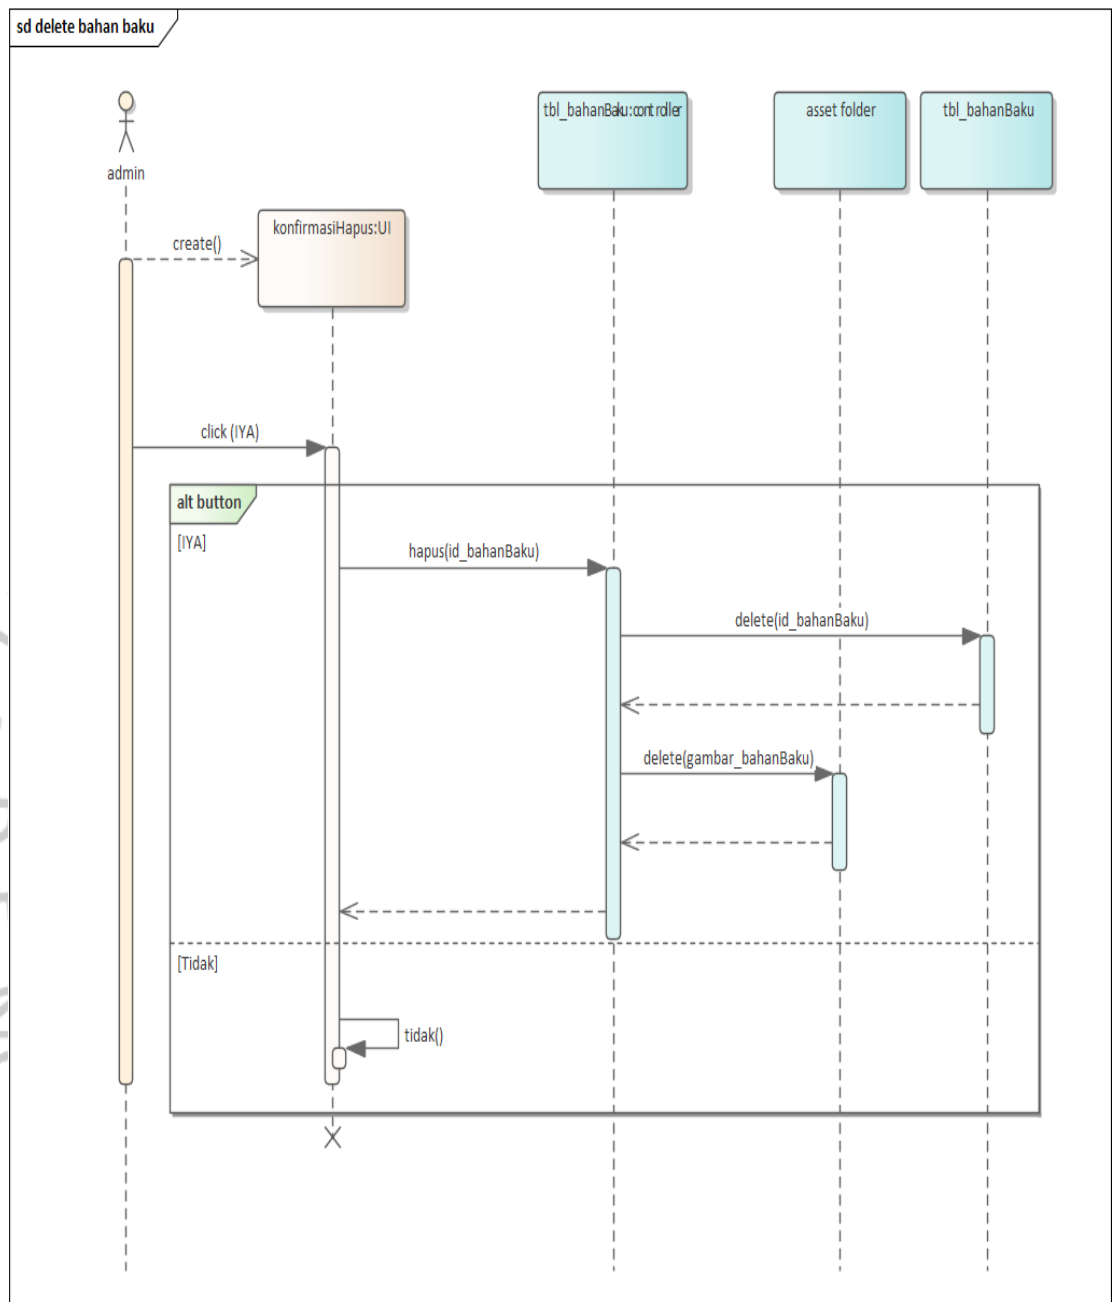 sd delete bahan baku
admin
tbl_bahanBaku:controller
asset folder
tbl_bahanBaku
konfirmasiHapus:UI
create()
click (IYA)
alt button
[IYA]
hapus(id_bahanBaku)
delete(id_bahanBaku)
delete(gambar_bahanBaku)
[Tidak]
tidak()